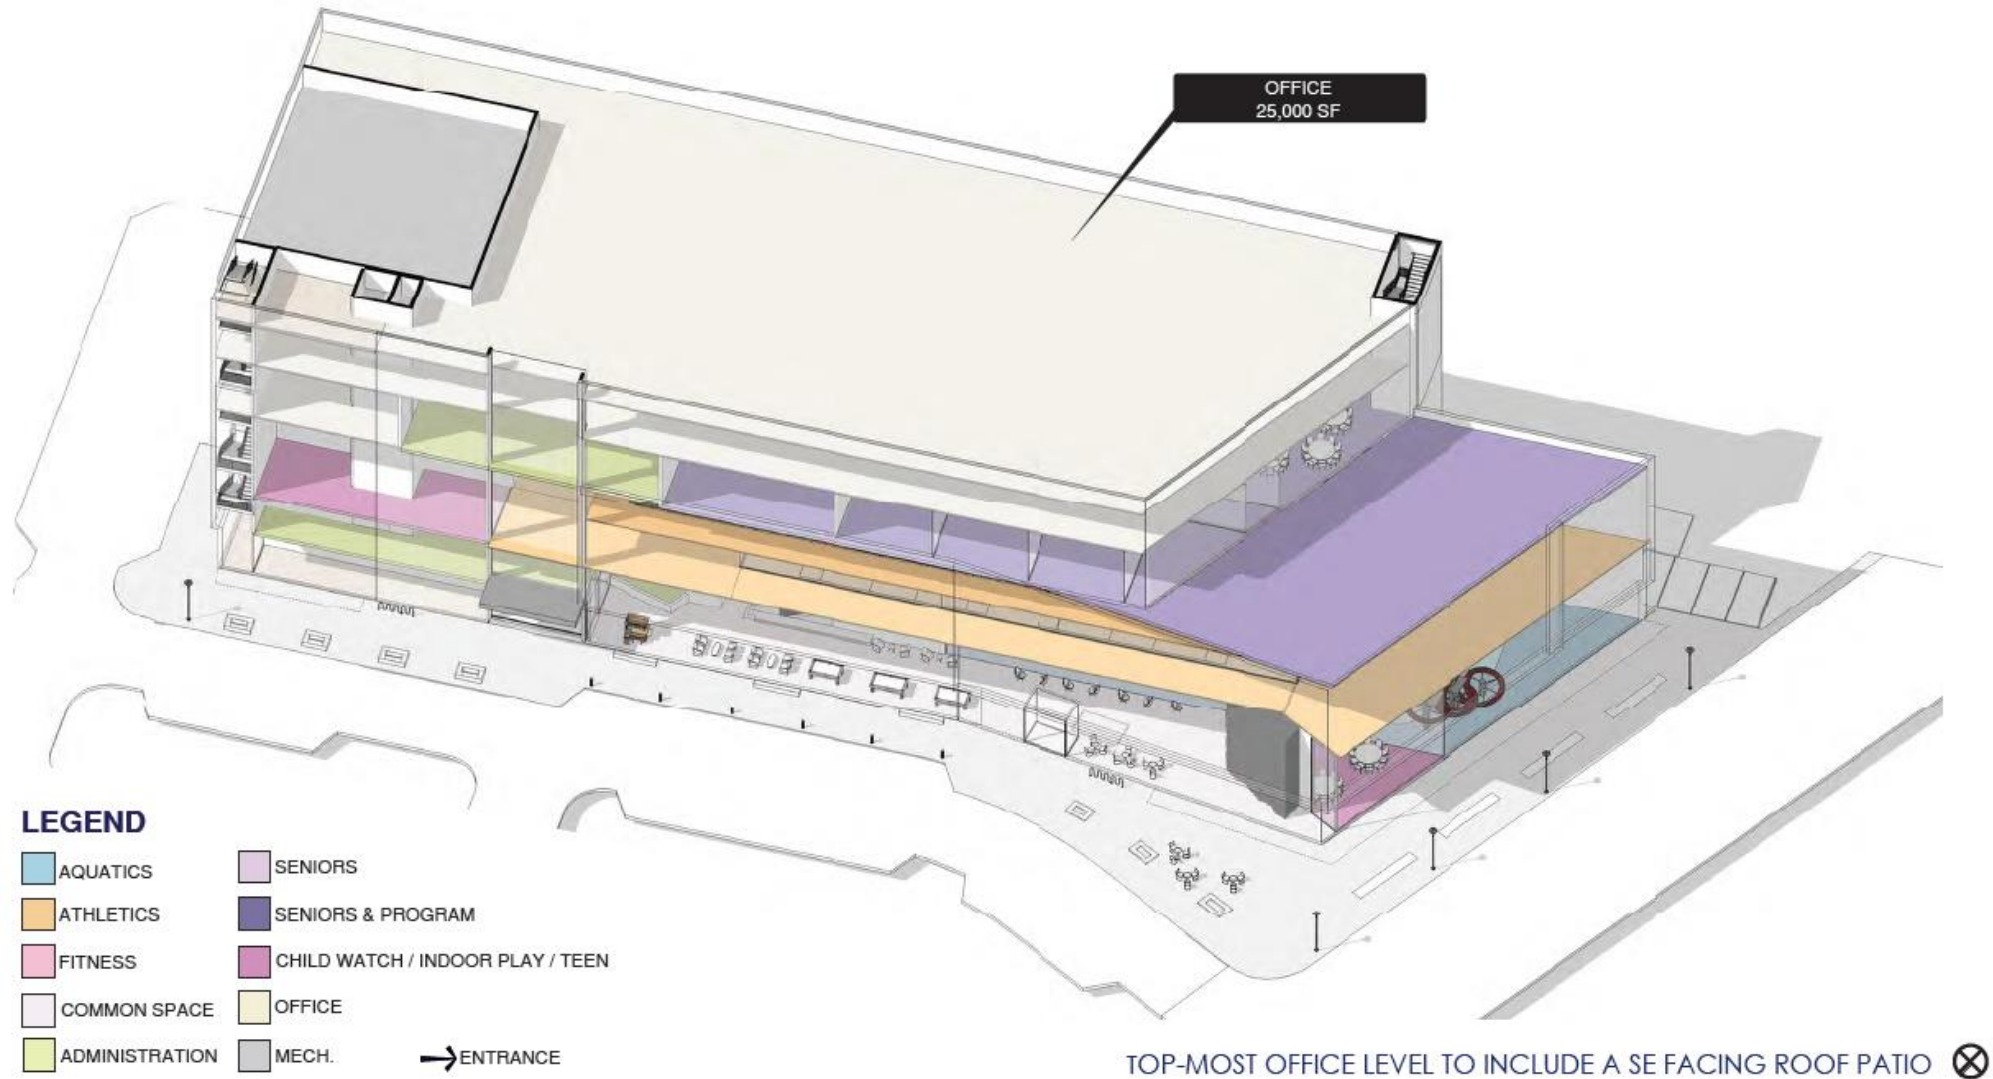 OFFICE
25,000 SF
LEGEND
AQUATICS
ATHLETICS
FITNESS
COMMON SPACE
ADMINISTRATION
SENIORS
SENIORS & PROGRAM
CHILD WATCH / INDOOR PLAY / TEEN
OFFICE
MECH.
ENTRANCE
TOP-MOST OFFICE LEVEL TO INCLUDE A SE FACING ROOF PATIO